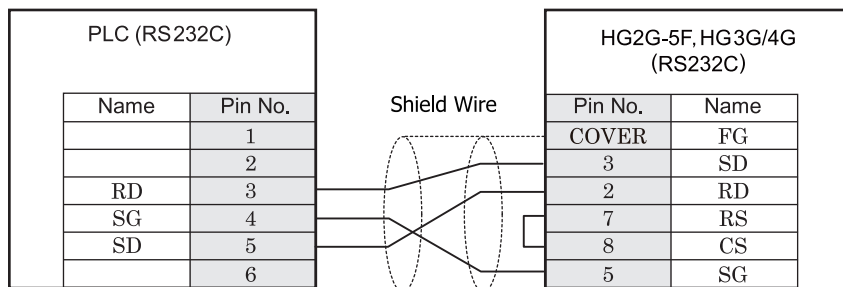 PLC (RS232C)
HG2G-5F, HG3G/4G
(RS232C)
Name Pin No.
Shield Wire
Pin No. Name
1
COVER FG
2
3 SD
RD 3
2 RD
SG 4
7 RS
SD 5
8 CS
6
5 SG